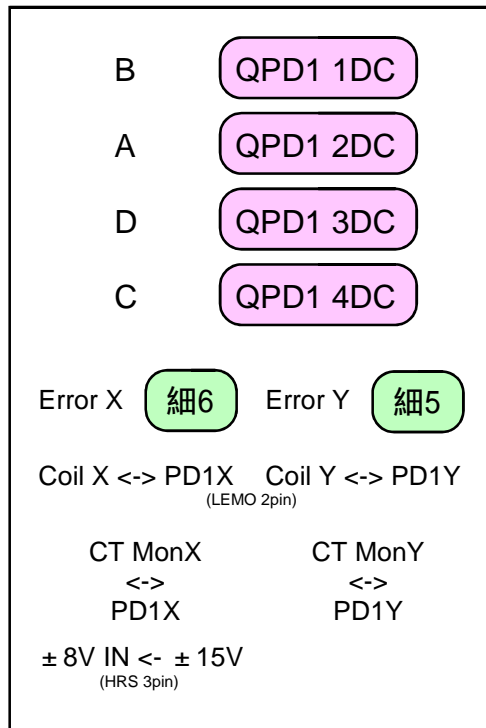 B QPD1 1DC
A QPD1 2DC
D QPD1 3DC
C QPD1 4DC
Error X 細6 Error Y 細5
Coil X <-> PD1X Coil Y <-> PD1Y
(LEMO 2pin)
CT MonX CT MonY
<-> <->
PD1X PD1Y
± 8V IN <- ± 15V
(HRS 3pin)